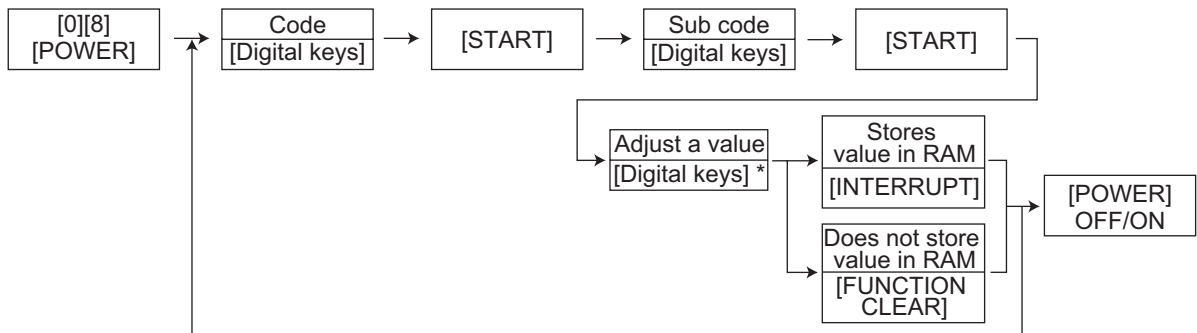 [0][8]
[POWER]
Code
[Digital keys]
[START]
Sub code
[Digital keys]
[START]
Adjust a value
[Digital keys] *
Stores
value in RAM
[INTERRUPT]
Does not store
value in RAM
[FUNCTION
CLEAR]
[POWER]
OFF/ON